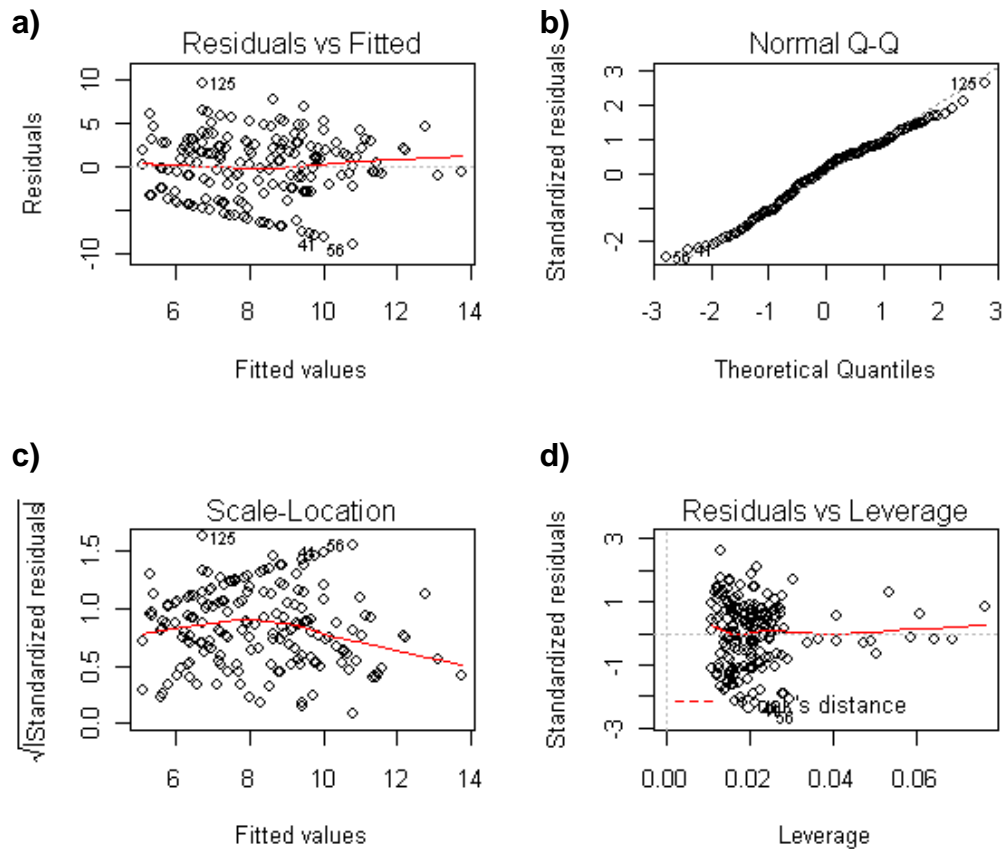 a)
Residuals vs Fitted
Residuals
10
5
0
-10
125
41
56
6
8
10
12
14
Fitted values
b)
Normal Q-Q
Standardized residuals
3
2
1
0
-2
125
56
41
-3
-2
-1
0
1
2
3
Theoretical Quantiles
c)
Scale-Location
√|Standardized residuals|
1.5
1.0
0.5
0.0
125
41
56
6
8
10
12
14
Fitted values
d)
Residuals vs Leverage
Standardized residuals
3
1
-1
-3
distance
56
0.00
0.02
0.04
0.06
Leverage